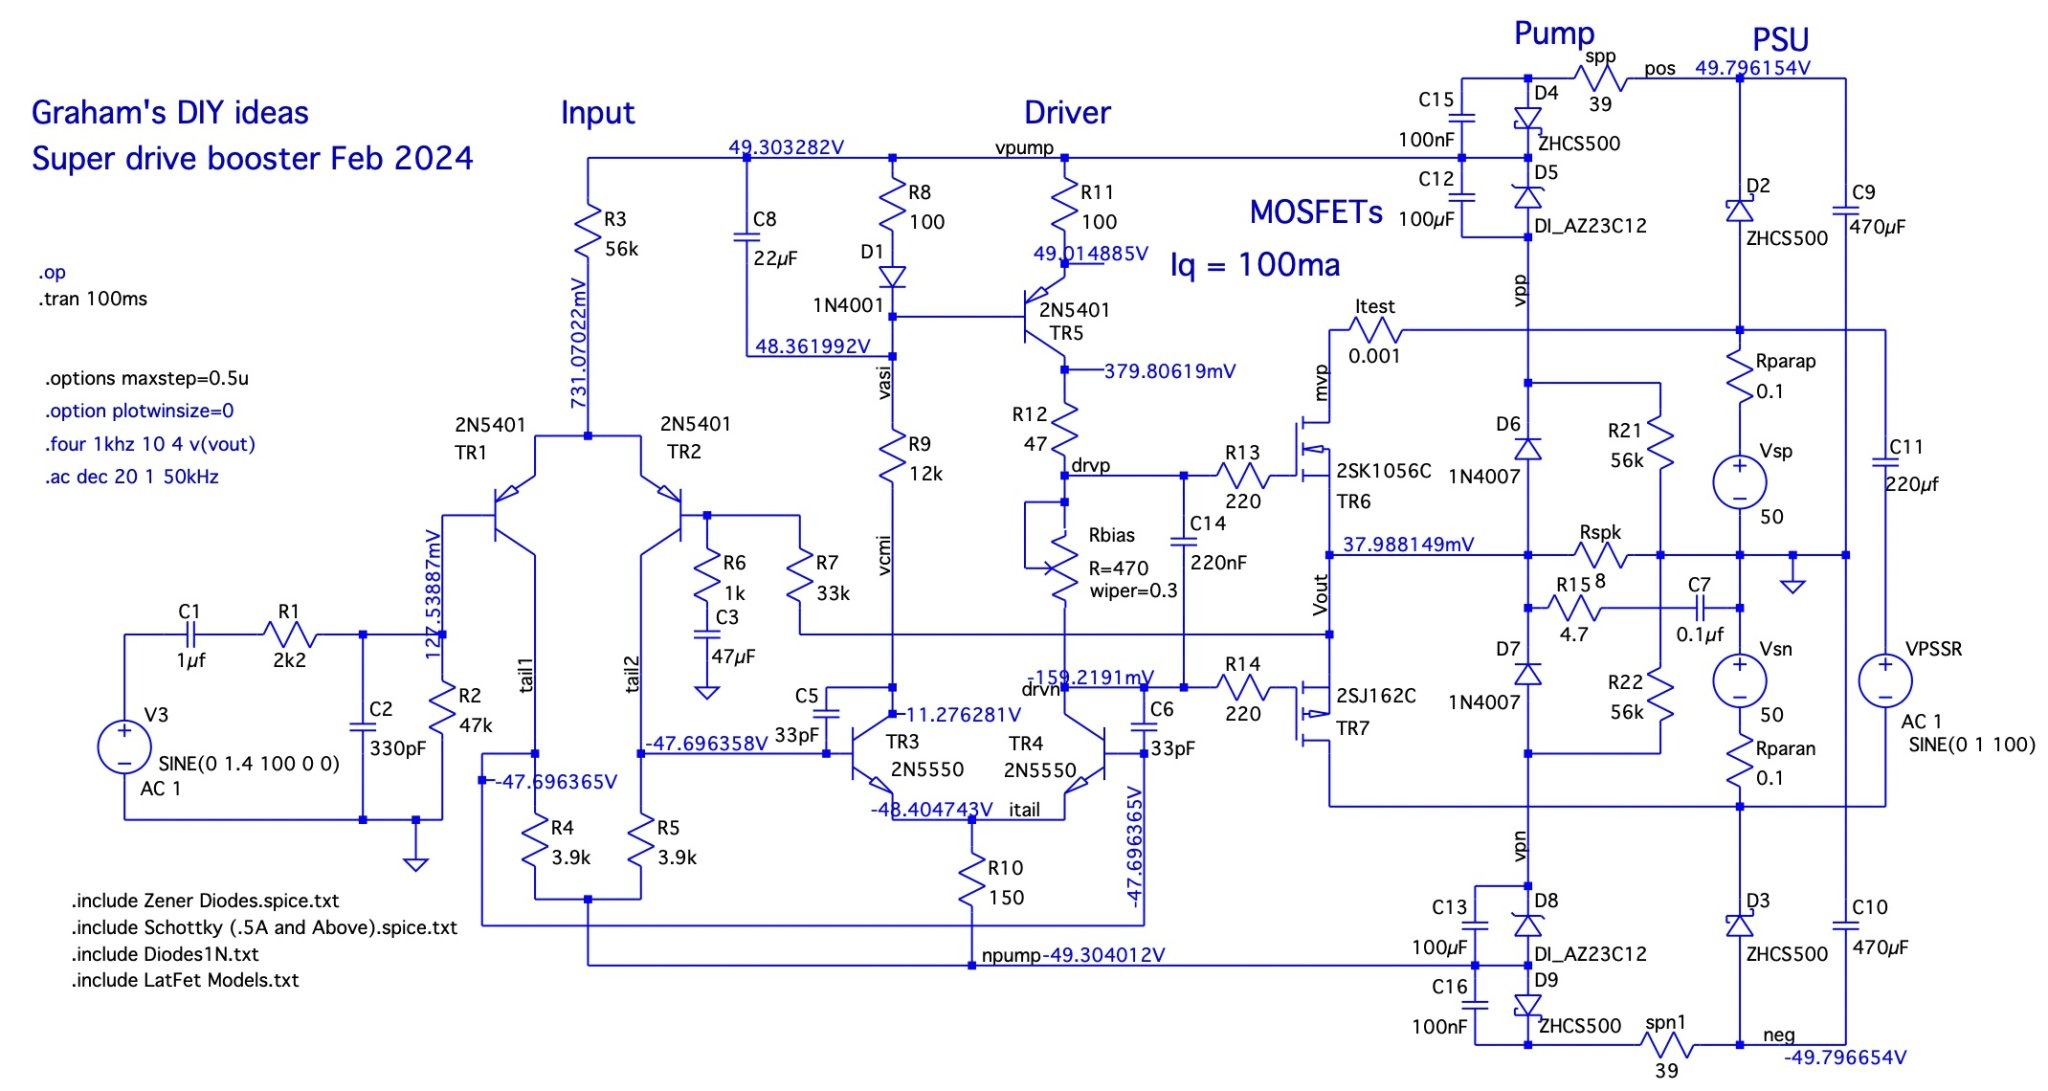 Pump
PSU
spp
pos
49.796154V
Graham's DIY ideas
Input
Driver
C15
D4
39
100nF
ZHCS500
Super drive booster Feb 2024
49.303282V
vpump
D5
C12
R8
R11
100
100
100µF
DI_AZ23C12
D2
C9
470µF
ZHCS500
MOSFETs
R3
56k
C8
22µF
D1
1N4001
49.014885V
Iq = 100ma
.op
.tran 100ms
731.07022mV
2N5401
TR5
vpp
Itest
0.001
48.361992V
vasi
379.80619mV
mvp
Rparap
0.1
.options maxstep=0.5u
.option plotwinsize=0
.four 1khz 10 4 v(vout)
.ac dec 20 1 50kHz
2N5401
TR1
2N5401
TR2
R9
12k
R12
47
drvp
R13
220
2SK1056C
TR6
D6
1N4007
R21
56k
Vsp
50
C11
220µf
127.53887mV
R6
1k
R7
33k
vcmi
Rbias
R=470
wiper=0.3
C14
220nF
37.988149mV
Rspk
8
Vout
R15
4.7
C7
0.1µf
C1
1µf
R1
2k2
C3
47µF
tail1
tail2
C5
33pF
-159.2191mV
drvn
R14
220
2SJ162C
TR7
D7
1N4007
R22
56k
Vsn
50
VPSSR
AC 1
SINE(0 1 100)
V3
SINE(0 1.4 100 0 0)
AC 1
C2
330pF
R2
47k
-11.276281V
-47.696358V
TR3
2N5550
TR4
2N5550
C6
33pF
-47.696365V
Rparan
0.1
-48.404743V
itail
-47.696365V
R4
3.9k
R5
3.9k
R10
150
vpn
.include Zener Diodes.spice.txt
.include Schottky (.5A and Above).spice.txt
.include Diodes1N.txt
.include LatFet Models.txt
C13
100µF
D8
DI_AZ23C12
D3
ZHCS500
C10
470µF
npump
-49.304012V
C16
100nF
D9
ZHCS500
spn1
39
neg
-49.796654V